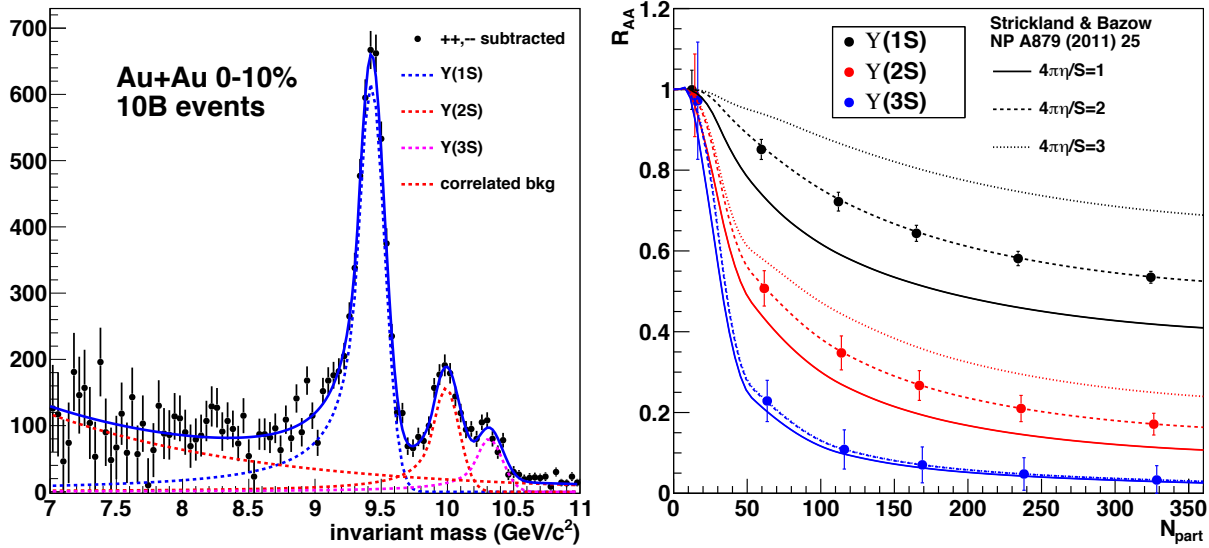 700
600
500
400
300
200
100
0
7
7.5
8
8.5
9
9.5
10
10.5
11
invariant mass (GeV/c²)
Au+Au 0-10%
10B events
++,-- subtracted
Y(1S)
Y(2S)
Y(3S)
correlated bkg
R_AA
1.2
1
0.8
0.6
0.4
0.2
0
0
50
100
150
200
250
300
350
N_part
ϒ(1S)
ϒ(2S)
ϒ(3S)
Strickland & Bazow
NP A879 (2011) 25
4πη/S=1
4πη/S=2
4πη/S=3